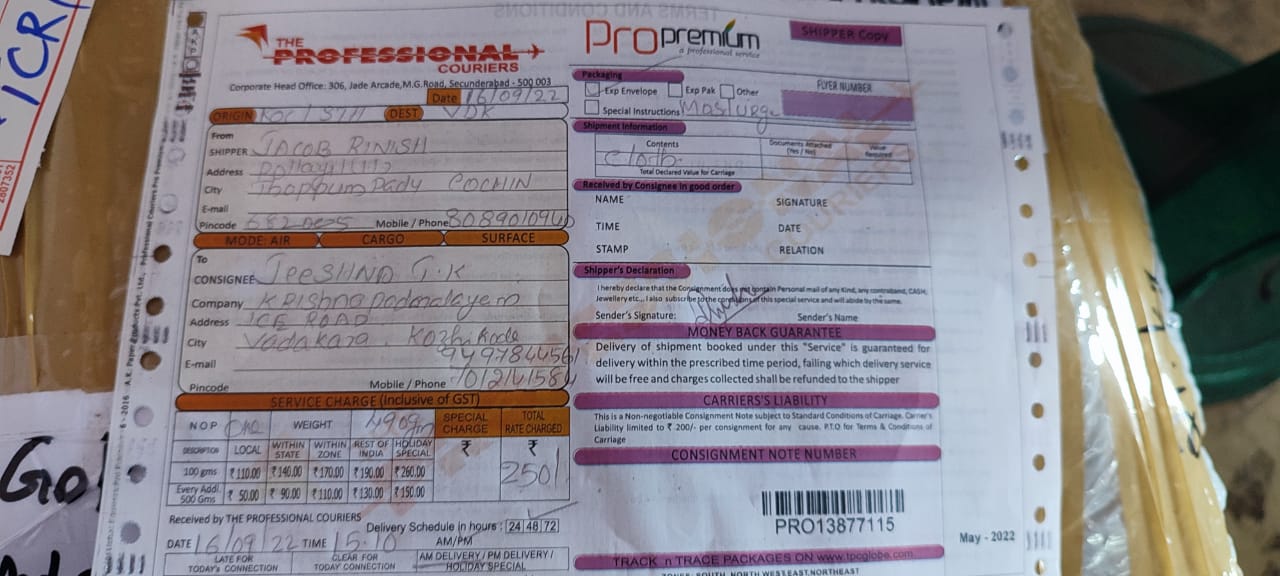 TERMS AND CONDITIONS
ICR
2807352
THE
PROFESSIONAL
COURIERS
Corporate Head Office: 306, Jade Arcade, M.G.Road, Secunderabad - 500 003
Date 16/09/22
ORIGIN KOC/ DEST VDK
From
SHIPPER JACOB RINISH
Address
City Thoppumpady COCHIN
E-mail
Pincode Mobile / Phone
MODE: AIR CARGO SURFACE
To
CONSIGNEE T.K
Company Krishna
Address ICE ROAD
City Vadakara. Kozhikode
E-mail 9497844561
Pincode Mobile / Phone
SERVICE CHARGE (Inclusive of GST)
NOP One WEIGHT 490gm SPECIAL CHARGE TOTAL RATE CHARGED
DESCRIPTION LOCAL WITHIN STATE WITHIN ZONE REST OF INDIA HOLIDAY SPECIAL ₹ ₹
100 gms ₹110.00 ₹140.00 ₹170.00 ₹190.00 ₹260.00 250/
Every Addl. 500 Gms ₹ 50.00 ₹ 90.00 ₹110.00 ₹130.00 ₹150.00
Received by THE PROFESSIONAL COURIERS
Delivery Schedule in hours : 24 48 72
DATE 16/09/22 TIME 15.10 AM/PM
LATE FOR TODAY's CONNECTION CLEAR FOR TODAY CONNECTION AM DELIVERY / PM DELIVERY / HOLIDAY SPECIAL
Propremium
a professional service
SHIPPER Copy
Packaging
Exp Envelope Exp Pak Other
FLYER NUMBER
Special Instructions
Shipment Information
Contents Documents Attached (Yes / No) Value Required
Cloth
Total Declared Value for Carriage
Received by Consignee in good order
NAME SIGNATURE
TIME DATE
STAMP RELATION
Shipper's Declaration
I hereby declare that the Consignment does not contain Personal mail of any Kind, any contraband, CASH,
Jewellery etc.., I also subscribe to the conditions of this special service and will abide by the same.
Sender's Signature: Sender's Name
MONEY BACK GUARANTEE
Delivery of shipment booked under this "Service" is guaranteed for
delivery within the prescribed time period, failing which delivery service
will be free and charges collected shall be refunded to the shipper
CARRIERS'S LIABILITY
This is a Non-negotiable Consignment Note subject to Standard Conditions of Carriage. Carrier's
Liability limited to ₹ 200/- per consignment for any cause. P.T.O for Terms & Conditions of
Carriage
CONSIGNMENT NOTE NUMBER
PRO13877115
May - 2022
TRACK n TRACE PACKAGES ON www.tpcglobe.com